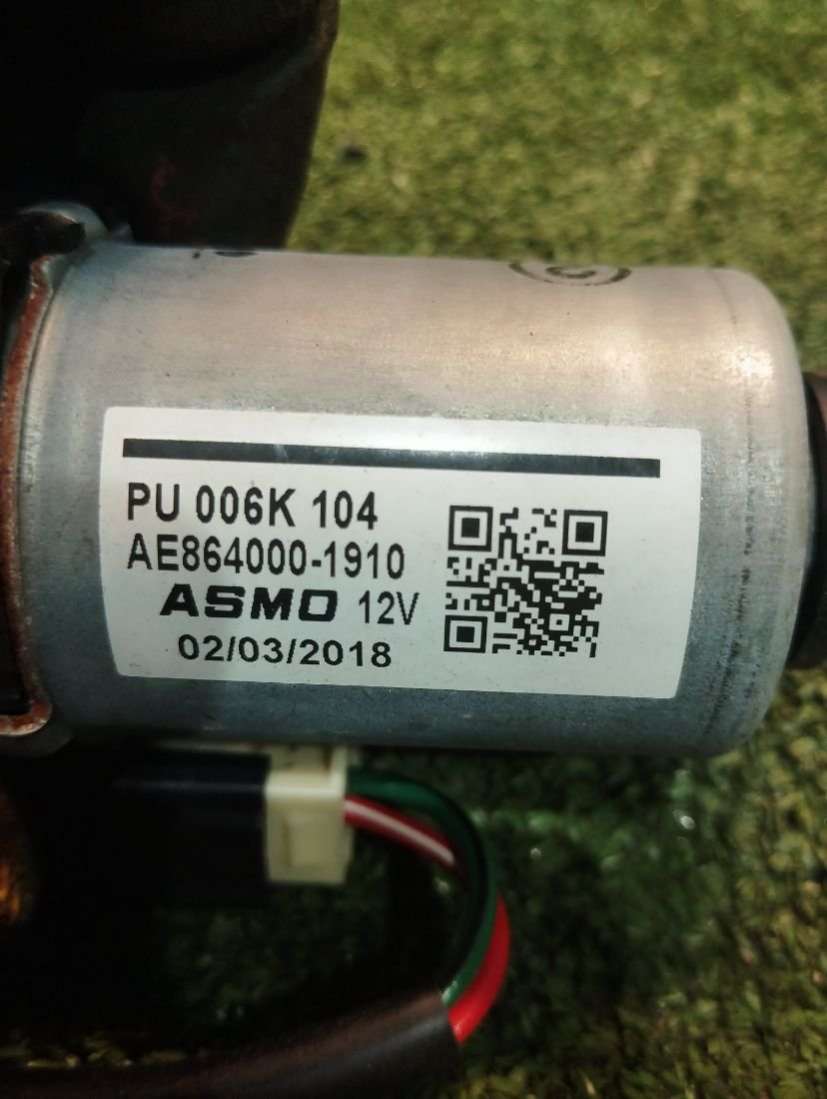 PU 006K 104
AE864000-1910
ASMO 12V
02/03/2018